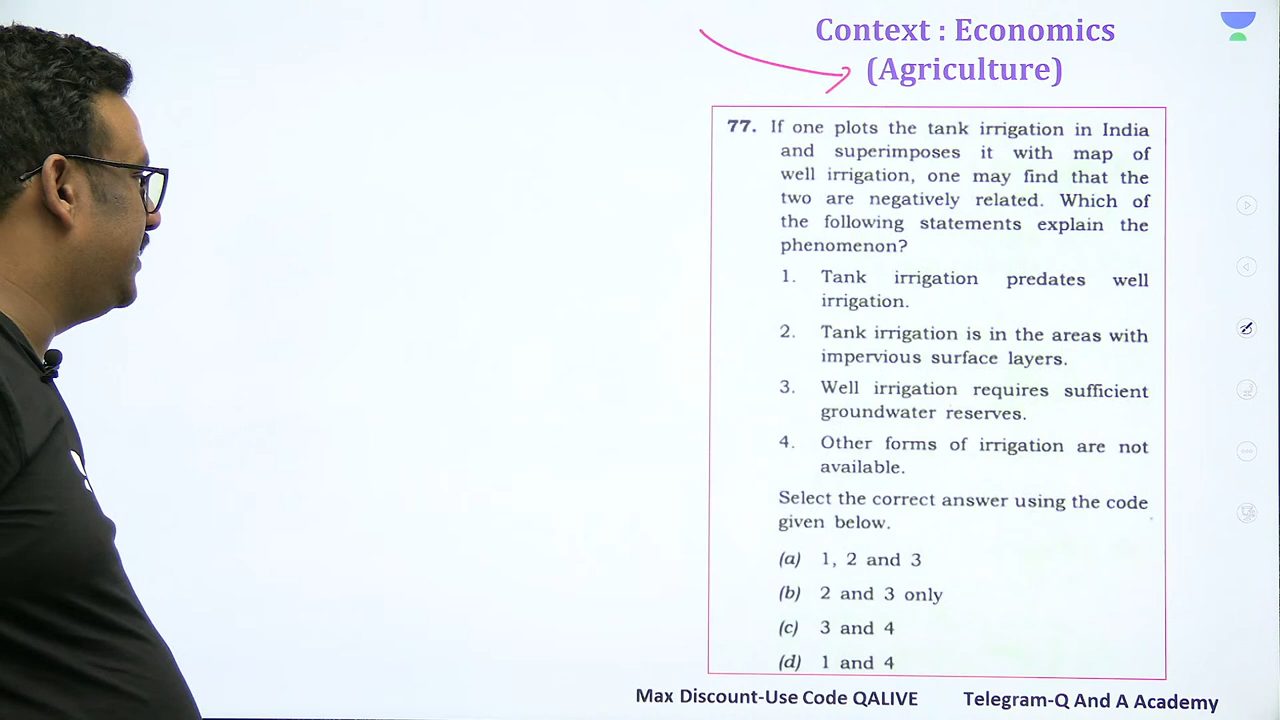 Context : Economics
(Agriculture)
77. If one plots the tank irrigation in India
and superimposes it with map of
well irrigation, one may find that the
two are negatively related. Which of
the following statements explain the
phenomenon?
1. Tank irrigation predates well
irrigation.
2. Tank irrigation is in the areas with
impervious surface layers.
3. Well irrigation requires sufficient
groundwater reserves.
4. Other forms of irrigation are not
available.
Select the correct answer using the code
given below.
(a) 1, 2 and 3
(b) 2 and 3 only
(c) 3 and 4
(d) 1 and 4
Max Discount-Use Code QALIVE Telegram-Q And A Academy